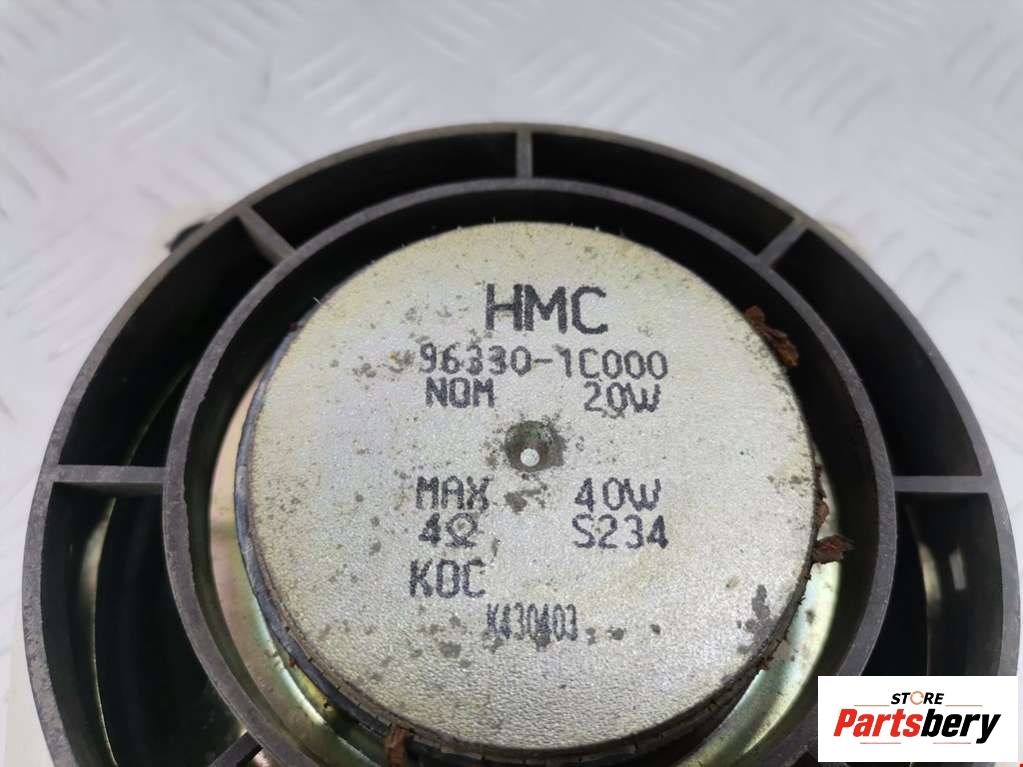 HMC
96330-1C000
NOM 20W
MAX 40W
4Ω S234
KOC
K430403
STORE
Partsbery